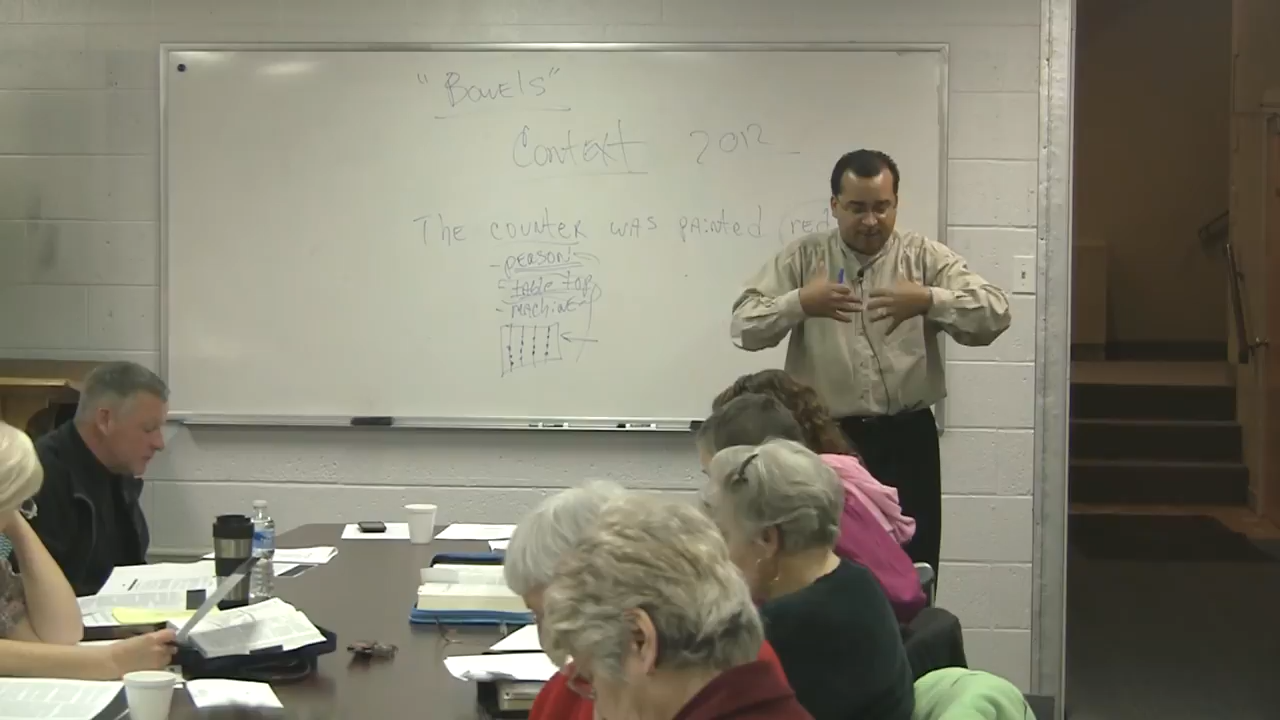 "Bowels"
Context 2012
The counter was painted (red
- person
- table top
- machine